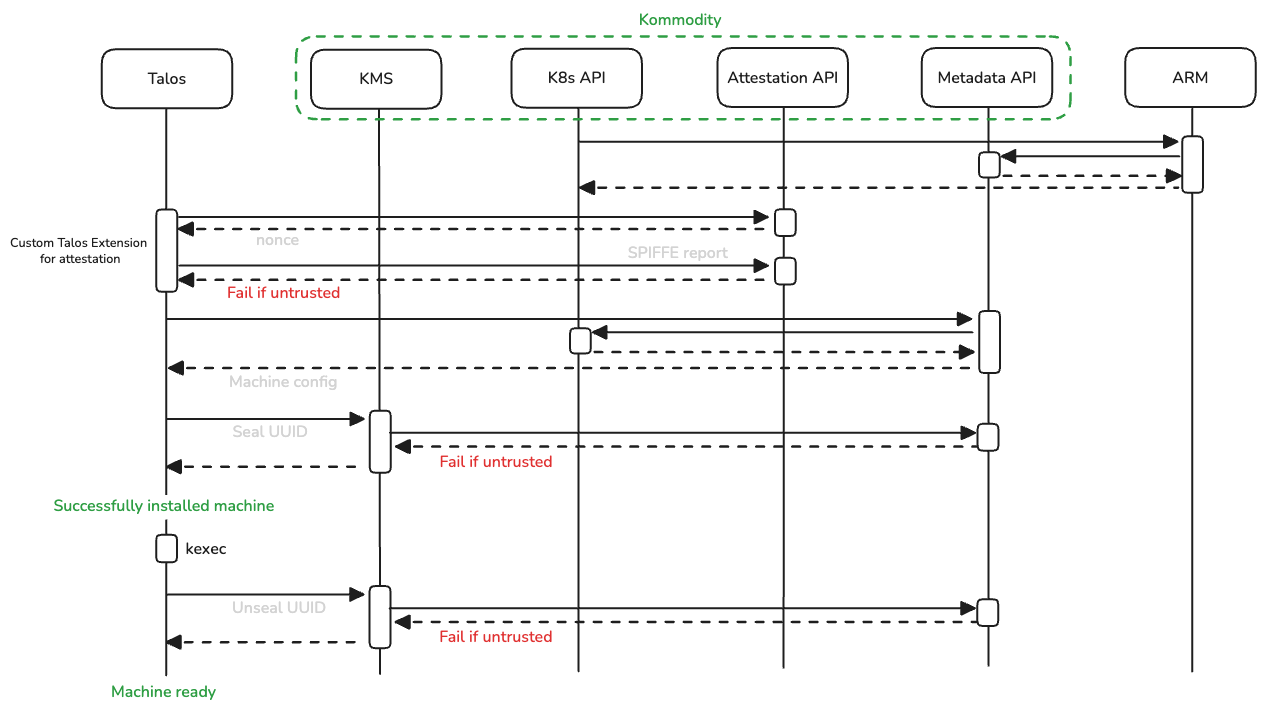 Kommodity
Talos
KMS
K8s API
Attestation API
Metadata API
ARM
Custom Talos Extension
for attestation
nonce
SPIFFE report
Fail if untrusted
Machine config
Seal UUID
Fail if untrusted
Successfully installed machine
kexec
Unseal UUID
Fail if untrusted
Machine ready